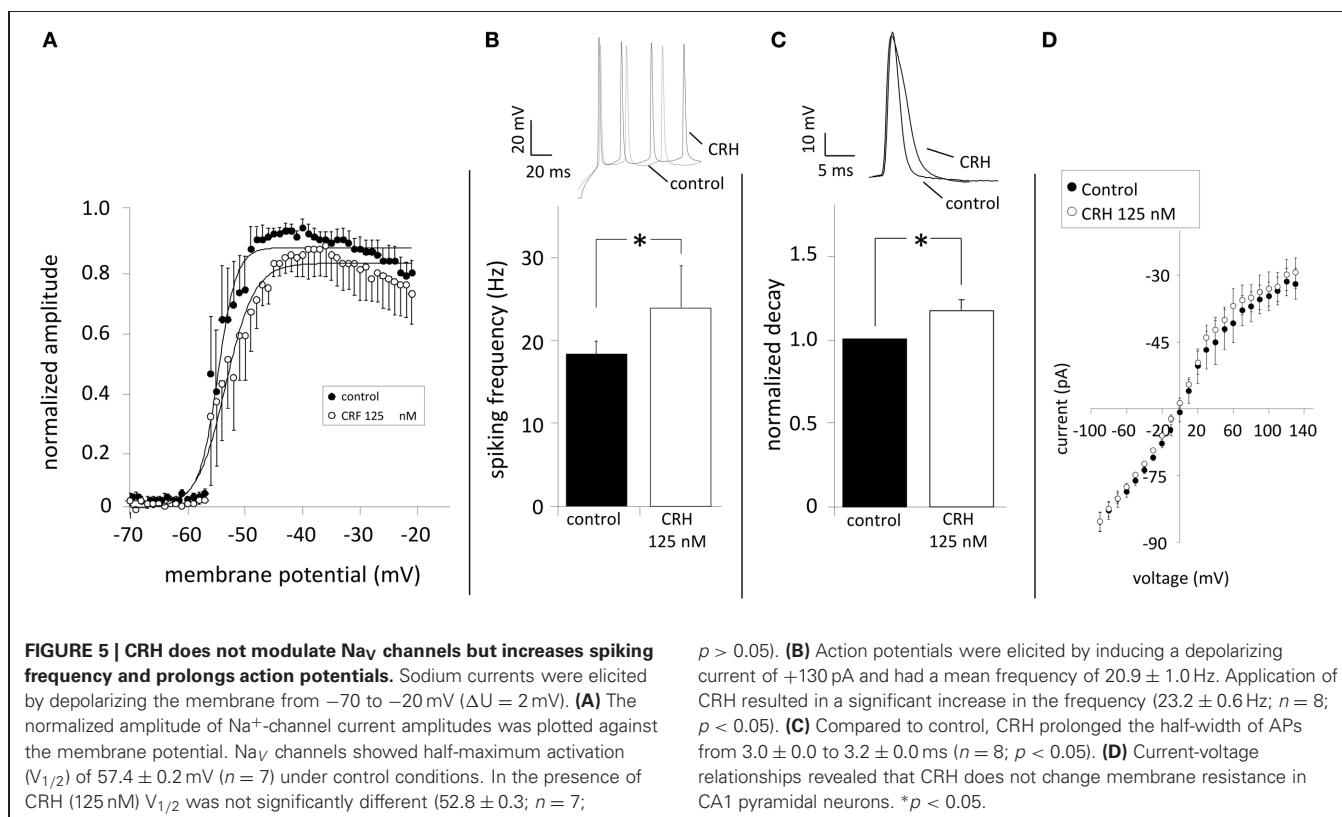 A
1.0
0.8
0.6
0.4
0.2
0
-70
-60
-50
-40
-30
-20
normalized amplitude
membrane potential (mV)
control
CRF 125 nM
B
20 mV
20 ms
CRH
control
*
30
20
10
0
spiking frequency (Hz)
control
CRH
125 nM
C
10 mV
5 ms
CRH
control
*
1.5
1.0
0.5
0
normalized decay
control
CRH
125 nM
D
Control
CRH 125 nM
-30
-45
-75
-90
-100
-60
-20
20
60
100
140
current (pA)
voltage (mV)
FIGURE 5 | CRH does not modulate NaV channels but increases spiking
frequency and prolongs action potentials. Sodium currents were elicited
by depolarizing the membrane from −70 to −20 mV (ΔU = 2 mV). (A) The
normalized amplitude of Na+-channel current amplitudes was plotted against
the membrane potential. NaV channels showed half-maximum activation
(V1/2) of 57.4 ± 0.2 mV (n = 7) under control conditions. In the presence of
CRH (125 nM) V1/2 was not significantly different (52.8 ± 0.3; n = 7;
p > 0.05). (B) Action potentials were elicited by inducing a depolarizing
current of +130 pA and had a mean frequency of 20.9 ± 1.0 Hz. Application of
CRH resulted in a significant increase in the frequency (23.2 ± 0.6 Hz; n = 8;
p < 0.05). (C) Compared to control, CRH prolonged the half-width of APs
from 3.0 ± 0.0 to 3.2 ± 0.0 ms (n = 8; p < 0.05). (D) Current-voltage
relationships revealed that CRH does not change membrane resistance in
CA1 pyramidal neurons. *p < 0.05.